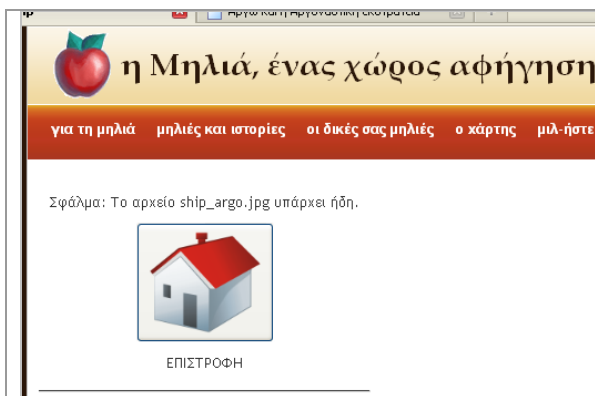 η Μηλιά, ένας χώρος αφήγηση
για τη μηλιά μηλιές και ιστορίες οι δικές σας μηλιές ο χάρτης μιλ-ήστε
Σφάλμα: Το αρχείο ship_argo.jpg υπάρχει ήδη.
ΕΠΙΣΤΡΟΦΗ